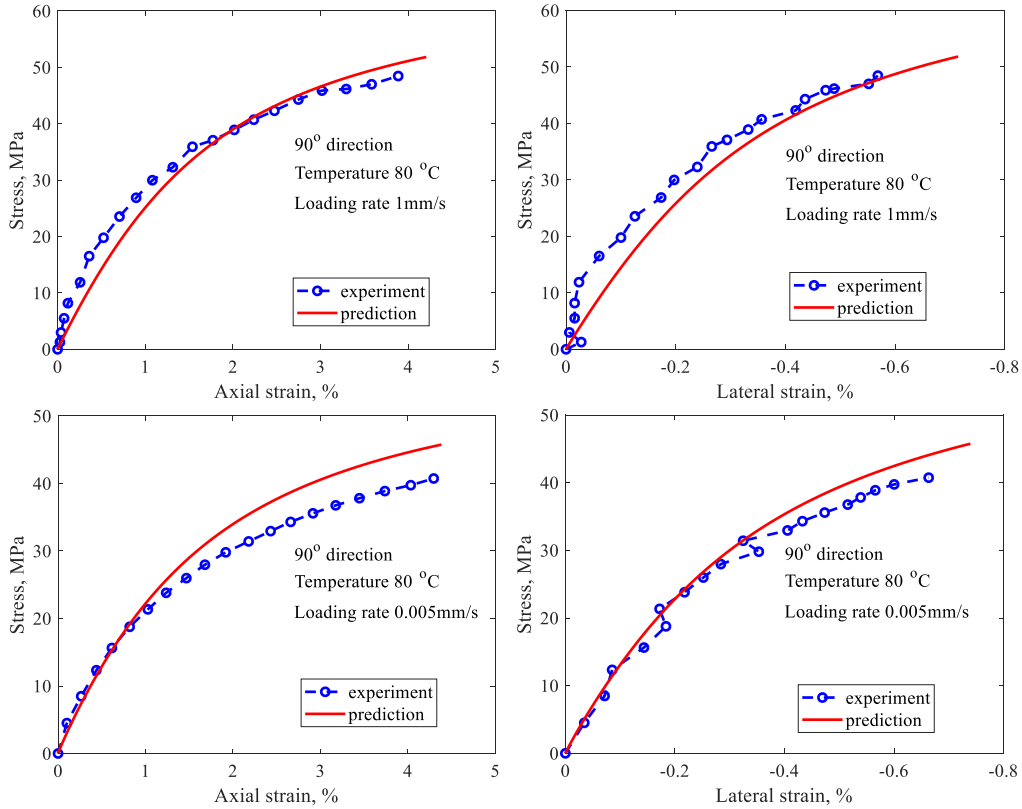 60
50
40
30
20
10
0
Stress, MPa
90° direction
Temperature 80 °C
Loading rate 1mm/s
experiment
prediction
0 1 2 3 4 5
Axial strain, %
60
50
40
30
20
10
0
Stress, MPa
90° direction
Temperature 80 °C
Loading rate 1mm/s
experiment
prediction
0 -0.2 -0.4 -0.6 -0.8
Lateral strain, %
50
40
30
20
10
0
Stress, MPa
90° direction
Temperature 80 °C
Loading rate 0.005mm/s
experiment
prediction
0 1 2 3 4 5
Axial strain, %
50
40
30
20
10
0
Stress, MPa
90° direction
Temperature 80 °C
Loading rate 0.005mm/s
experiment
prediction
0 -0.2 -0.4 -0.6 -0.8
Lateral strain, %